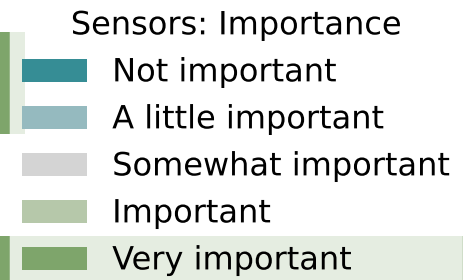 Sensors: Importance
Not important
A little important
Somewhat important
Important
Very important